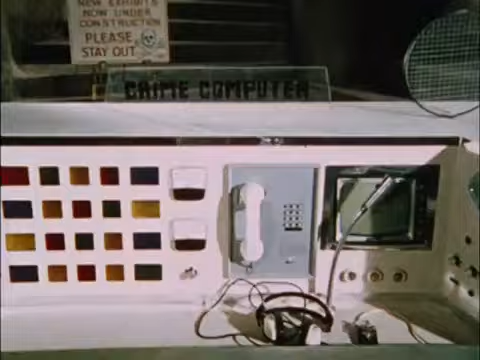 NEW EXHIBITS
NOW UNDER
CONSTRUCTION
PLEASE
STAY OUT
CRIME COMPUTER